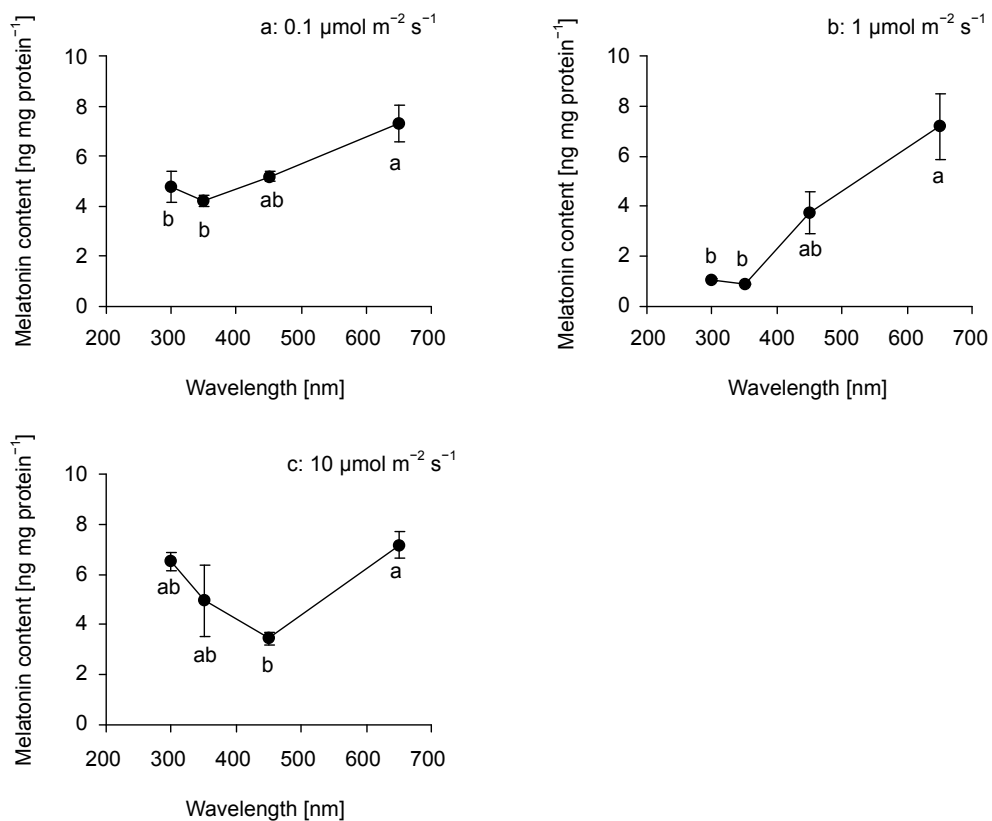 a: 0.1 µmol m⁻² s⁻¹
Melatonin content [ng mg protein⁻¹]
10
8
6
4
2
0
b
b
ab
a
200 300 400 500 600 700
Wavelength [nm]
b: 1 µmol m⁻² s⁻¹
Melatonin content [ng mg protein⁻¹]
10
8
6
4
2
0
b
b
ab
a
200 300 400 500 600 700
Wavelength [nm]
c: 10 µmol m⁻² s⁻¹
Melatonin content [ng mg protein⁻¹]
10
8
6
4
2
0
ab
ab
b
a
200 300 400 500 600 700
Wavelength [nm]